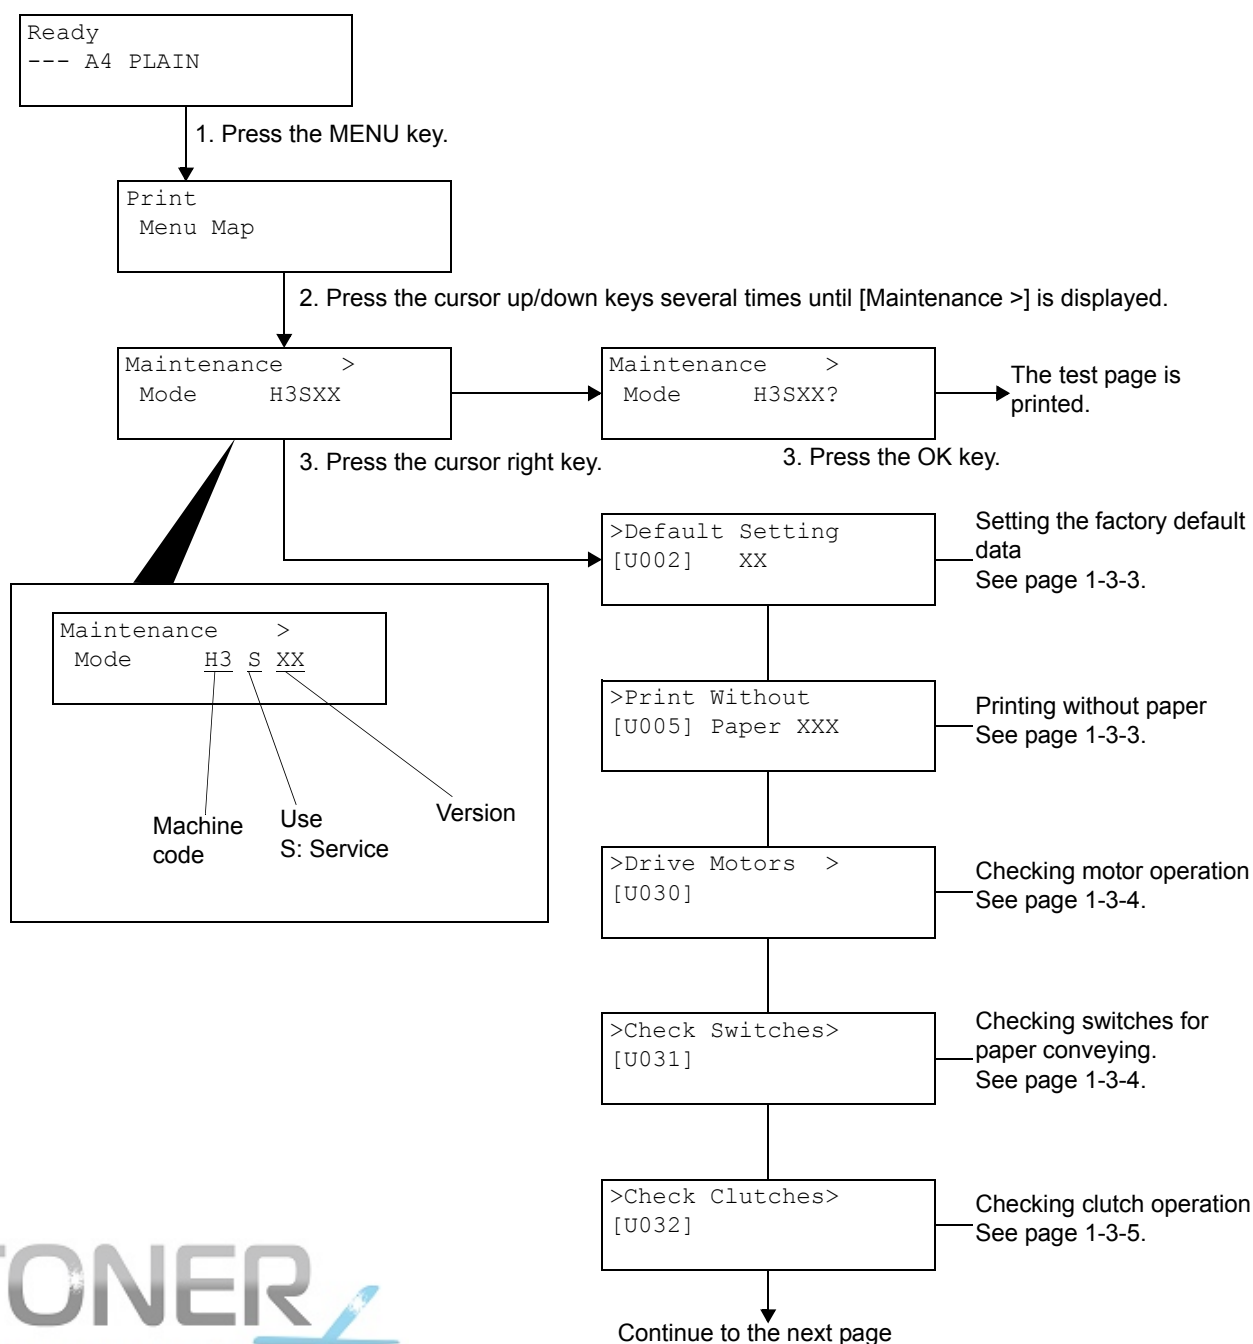 Ready
--- A4 PLAIN
1. Press the MENU key.
Print
Menu Map
2. Press the cursor up/down keys several times until [Maintenance >] is displayed.
Maintenance >
Mode H3SXX
Maintenance >
Mode H3SXX?
The test page is
printed.
3. Press the cursor right key.
3. Press the OK key.
>Default Setting
[U002] XX
Setting the factory default
data
See page 1-3-3.
Maintenance >
Mode H3 S XX
Machine
code
Use
S: Service
Version
>Print Without
[U005] Paper XXX
Printing without paper
See page 1-3-3.
>Drive Motors >
[U030]
Checking motor operation
See page 1-3-4.
>Check Switches>
[U031]
Checking switches for
paper conveying.
See page 1-3-4.
>Check Clutches>
[U032]
Checking clutch operation
See page 1-3-5.
Continue to the next page
TONER